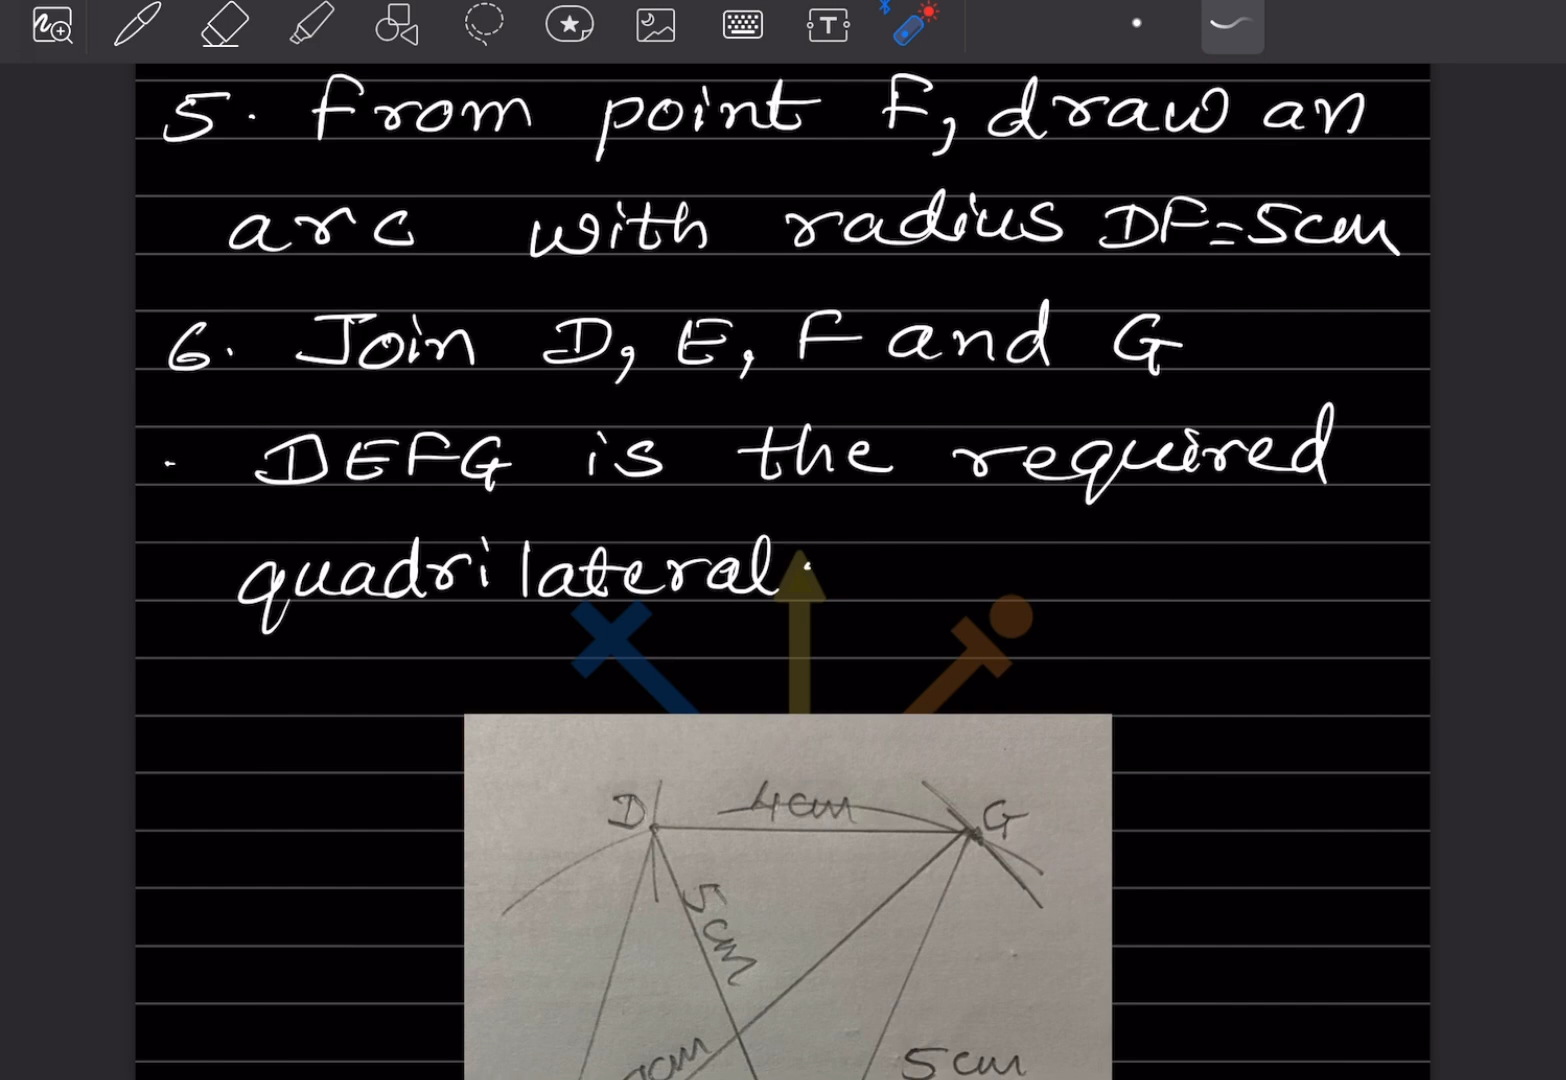 5. From point F, draw an
arc with radius DF=5cm
6. Join D, E, F and G
. DEFG is the required
quadrilateral.
D 4cm G
5cm
5cm